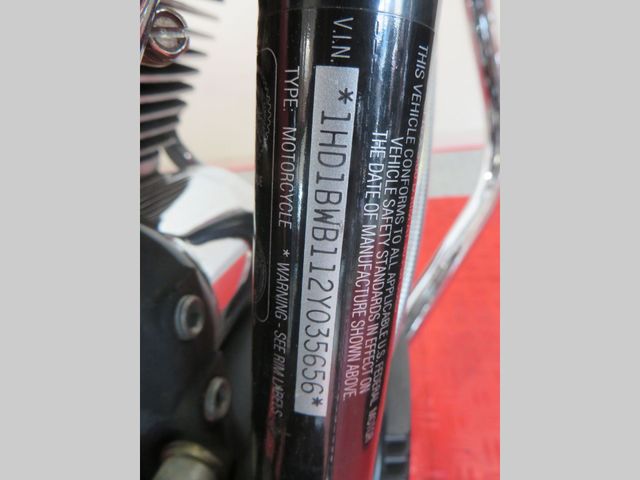 THIS VEHICLE CONFORMS TO ALL APPLICABLE U.S. FEDERAL MOTOR
VEHICLE SAFETY STANDARDS IN EFFECT ON
THE DATE OF MANUFACTURE SHOWN ABOVE.
V.I.N.
*1HD1BWB112Y035656*
TYPE: MOTORCYCLE * WARNING - SEE RIM LABELS